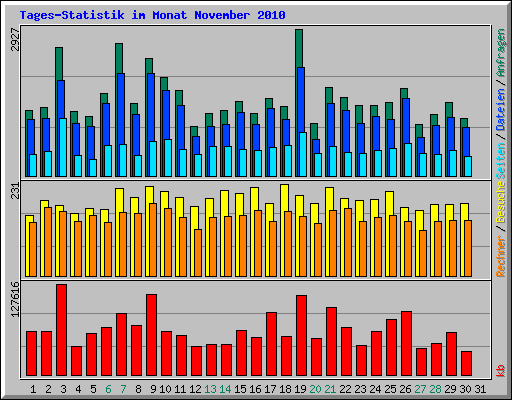 Tages-Statistik im Monat November 2010
2927
231
127616
Rechner / Besuche Seiten / Dateien / Anfragen
kb
1 2 3 4 5 6 7 8 9 10 11 12 13 14 15 16 17 18 19 20 21 22 23 24 25 26 27 28 29 30 31